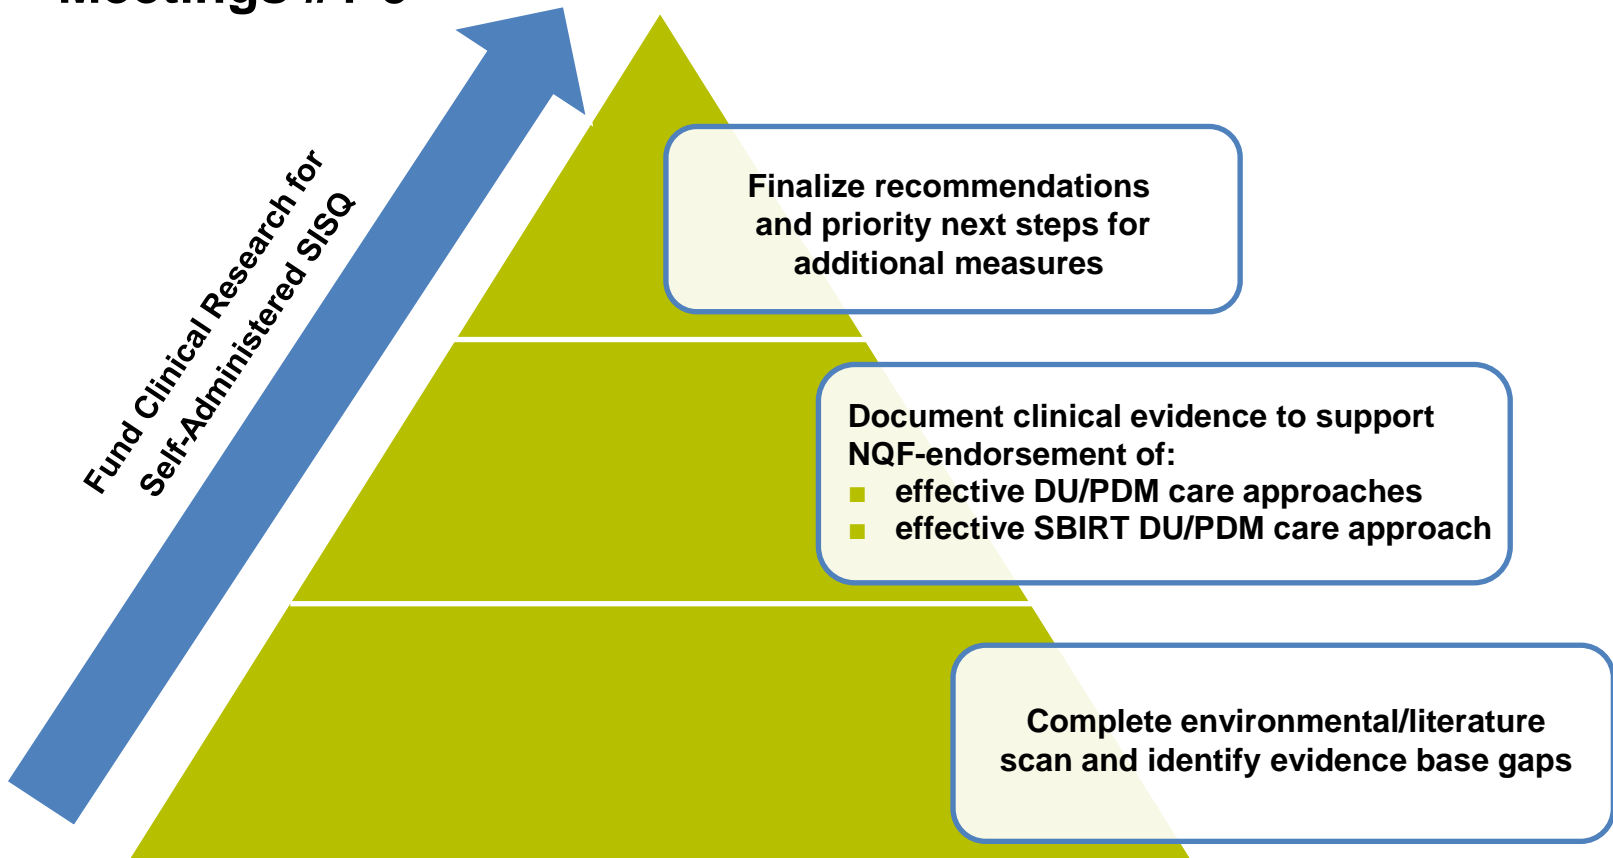 Fund Clinical Research for
Self-Administered SISQ
Finalize recommendations
and priority next steps for
additional measures
Document clinical evidence to support
NQF-endorsement of:
■ effective DU/PDM care approaches
■ effective SBIRT DU/PDM care approach
Complete environmental/literature
scan and identify evidence base gaps